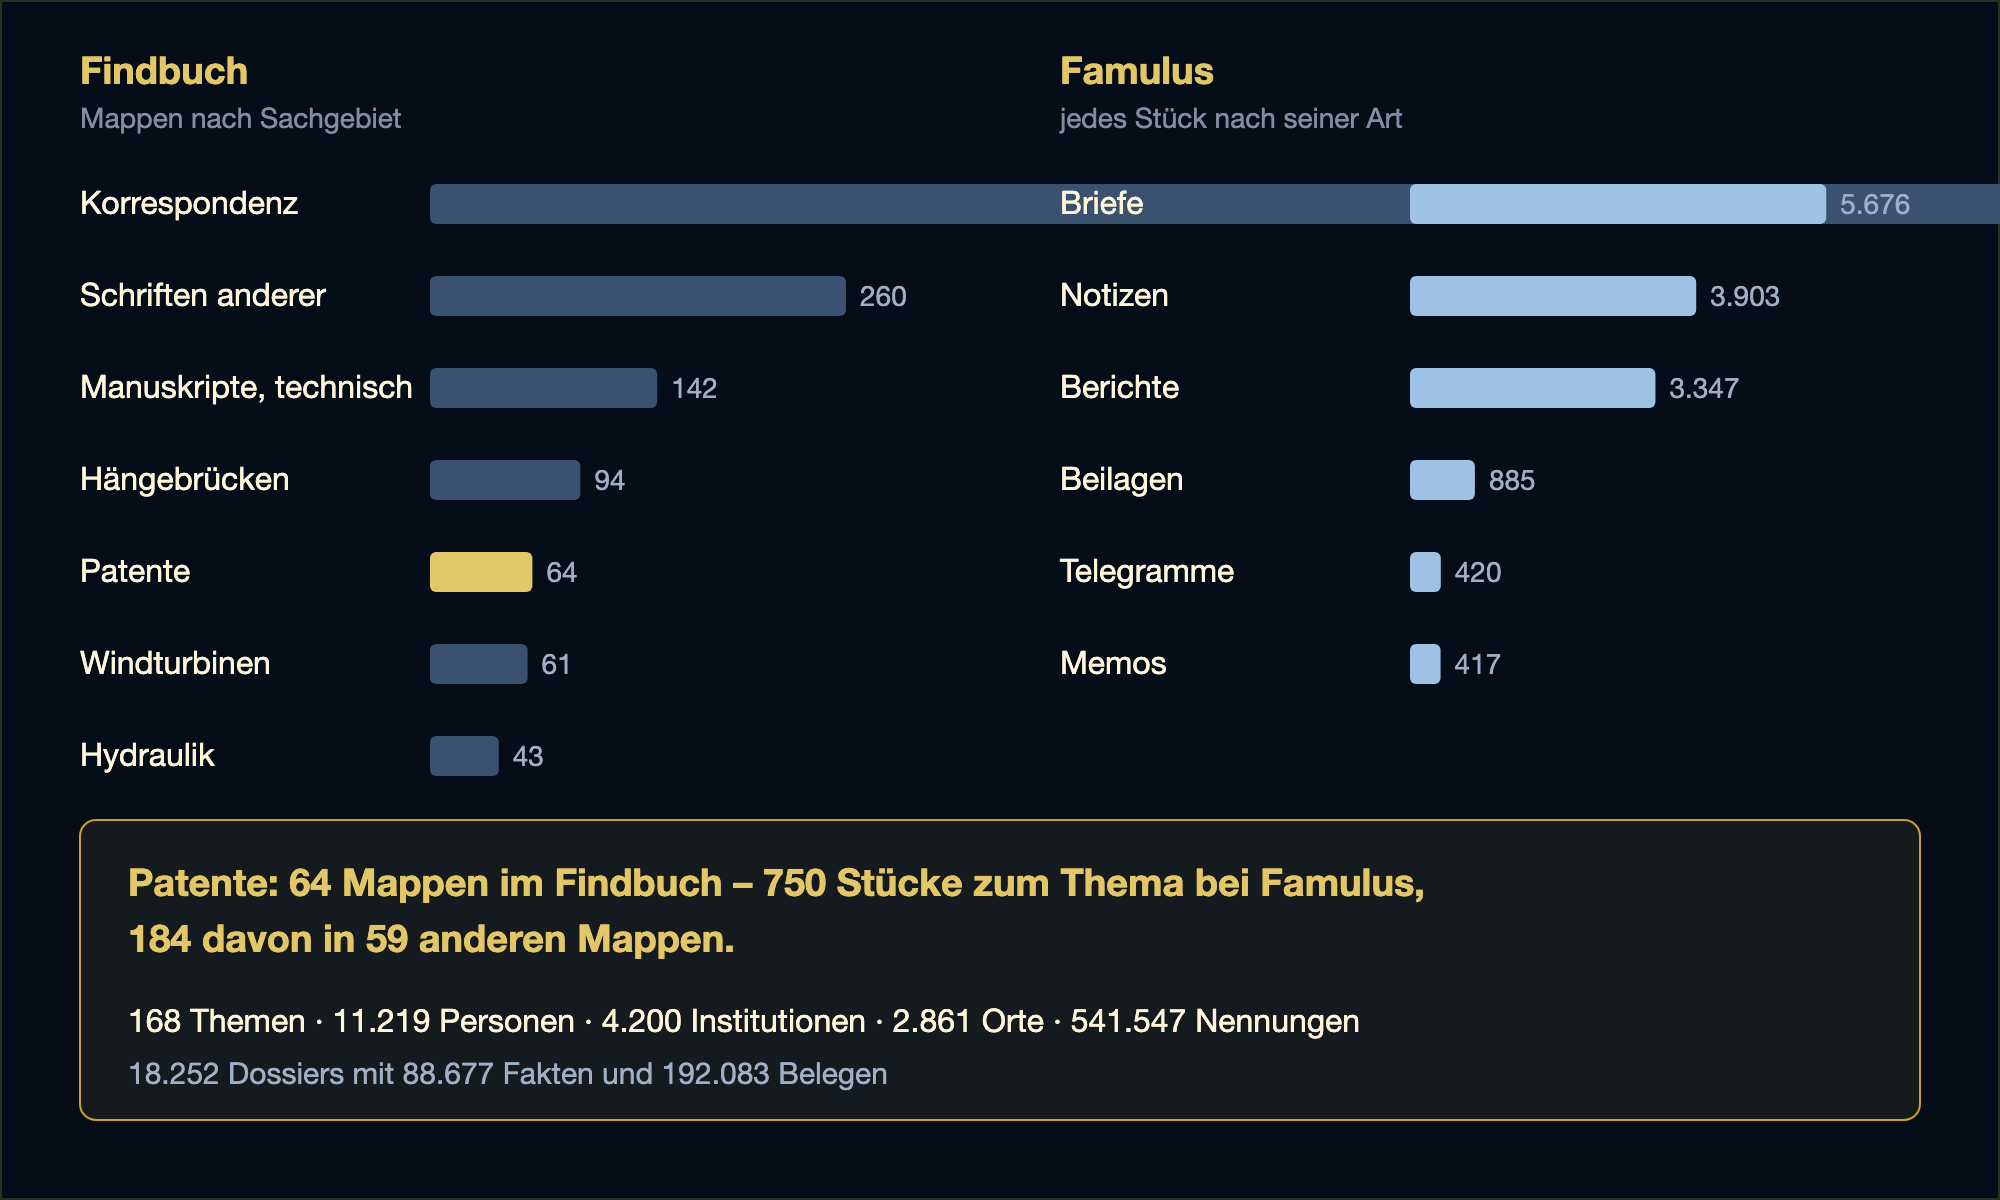 Findbuch
Mappen nach Sachgebiet
Korrespondenz
Schriften anderer 260
Manuskripte, technisch 142
Hängebrücken 94
Patente 64
Windturbinen 61
Hydraulik 43
Famulus
jedes Stück nach seiner Art
Briefe 5.676
Notizen 3.903
Berichte 3.347
Beilagen 885
Telegramme 420
Memos 417
Patente: 64 Mappen im Findbuch – 750 Stücke zum Thema bei Famulus,
184 davon in 59 anderen Mappen.
168 Themen · 11.219 Personen · 4.200 Institutionen · 2.861 Orte · 541.547 Nennungen
18.252 Dossiers mit 88.677 Fakten und 192.083 Belegen